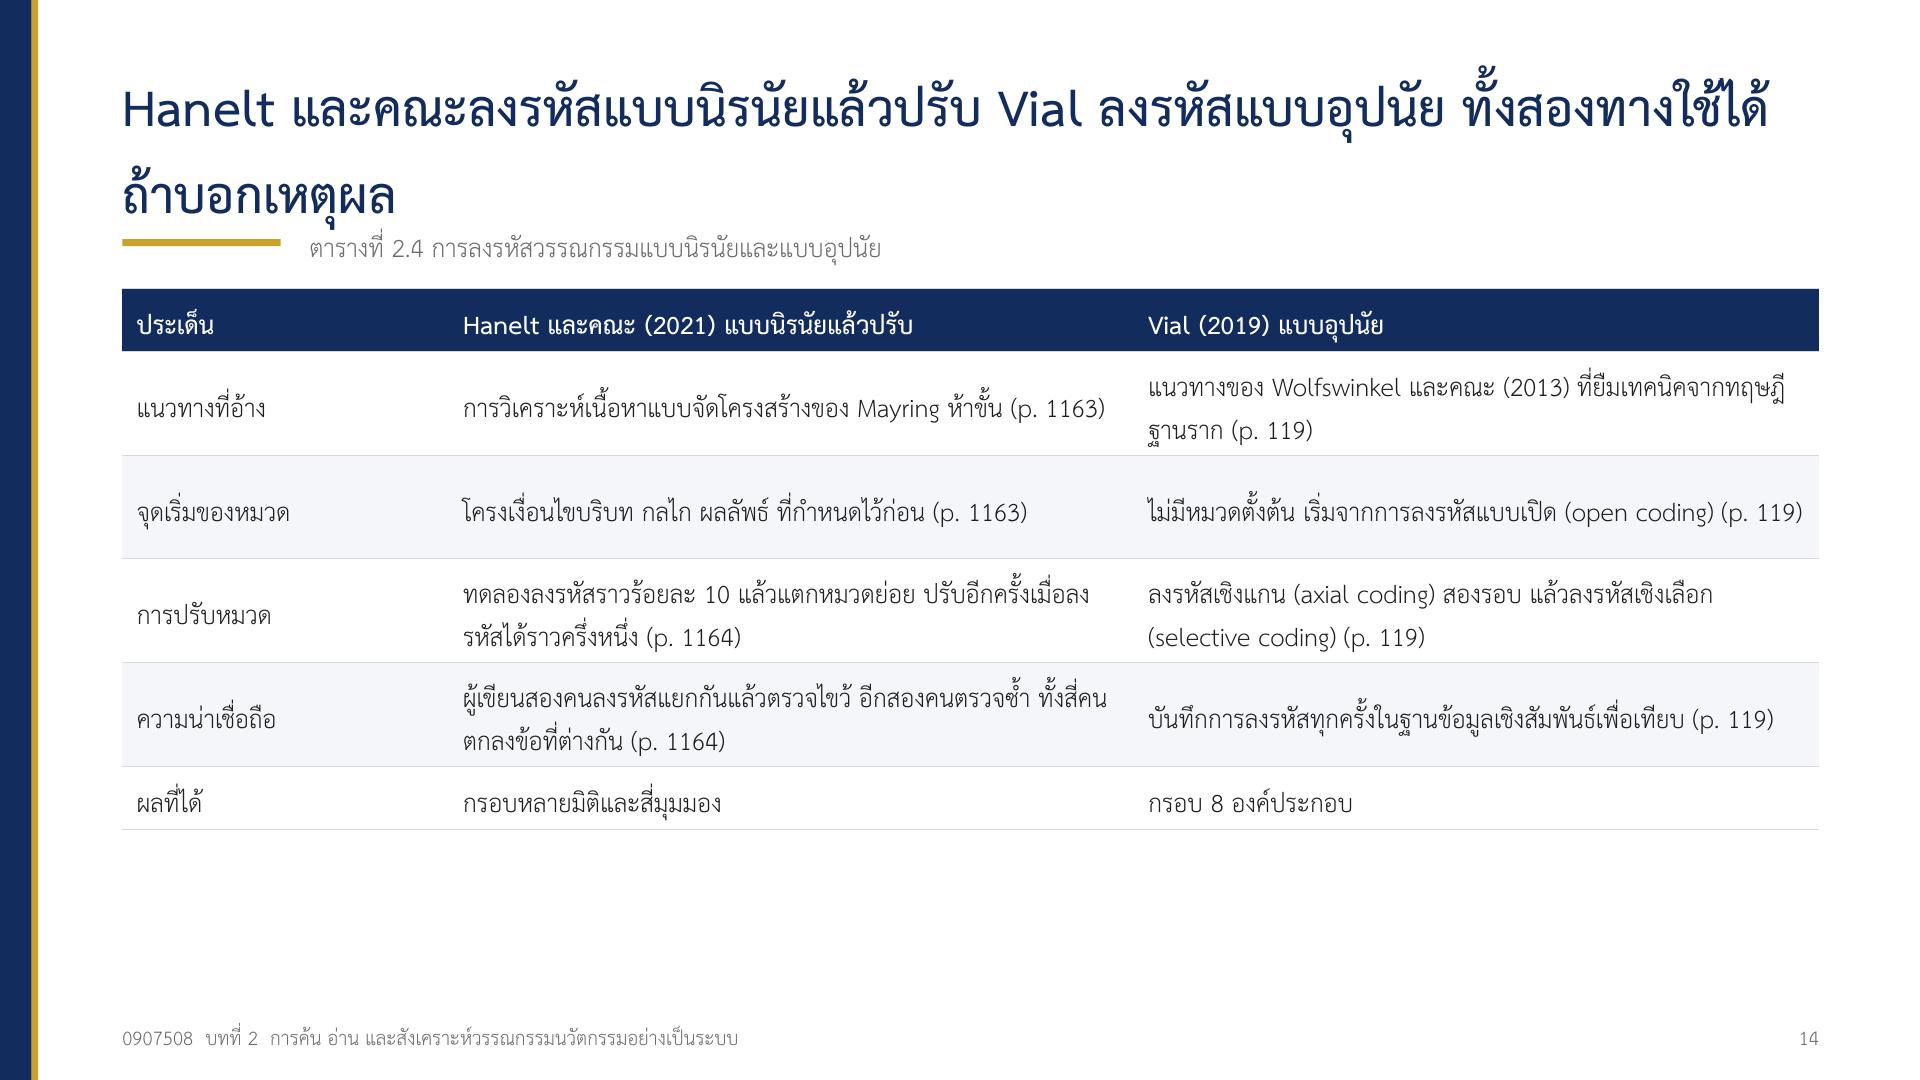 Hanelt และคณะลงรหัสแบบนิรนัยแล้วปรับ Vial ลงรหัสแบบอุปนัย ทั้งสองทางใช้ได้
ถ้าบอกเหตุผล
ตารางที่ 2.4 การลงรหัสวรรณกรรมแบบนิรนัยและแบบอุปนัย
ประเด็น Hanelt และคณะ (2021) แบบนิรนัยแล้วปรับ Vial (2019) แบบอุปนัย
แนวทางที่อ้าง การวิเคราะห์เนื้อหาแบบจัดโครงสร้างของ Mayring ห้าขั้น (p. 1163) แนวทางของ Wolfswinkel และคณะ (2013) ที่ยืมเทคนิคจากทฤษฎี
ฐานราก (p. 119)
จุดเริ่มของหมวด โครงเงื่อนไขบริบท กลไก ผลลัพธ์ ที่กำหนดไว้ก่อน (p. 1163) ไม่มีหมวดตั้งต้น เริ่มจากการลงรหัสแบบเปิด (open coding) (p. 119)
การปรับหมวด ทดลองลงรหัสราวร้อยละ 10 แล้วแตกหมวดย่อย ปรับอีกครั้งเมื่อลง
รหัสได้ราวครึ่งหนึ่ง (p. 1164) ลงรหัสเชิงแกน (axial coding) สองรอบ แล้วลงรหัสเชิงเลือก
(selective coding) (p. 119)
ความน่าเชื่อถือ ผู้เขียนสองคนลงรหัสแยกกันแล้วตรวจไขว้ อีกสองคนตรวจซ้ำ ทั้งสี่คน
ตกลงข้อที่ต่างกัน (p. 1164) บันทึกการลงรหัสทุกครั้งในฐานข้อมูลเชิงสัมพันธ์เพื่อเทียบ (p. 119)
ผลที่ได้ กรอบหลายมิติและสี่มุมมอง กรอบ 8 องค์ประกอบ
0907508 บทที่ 2 การค้น อ่าน และสังเคราะห์วรรณกรรมนวัตกรรมอย่างเป็นระบบ 14